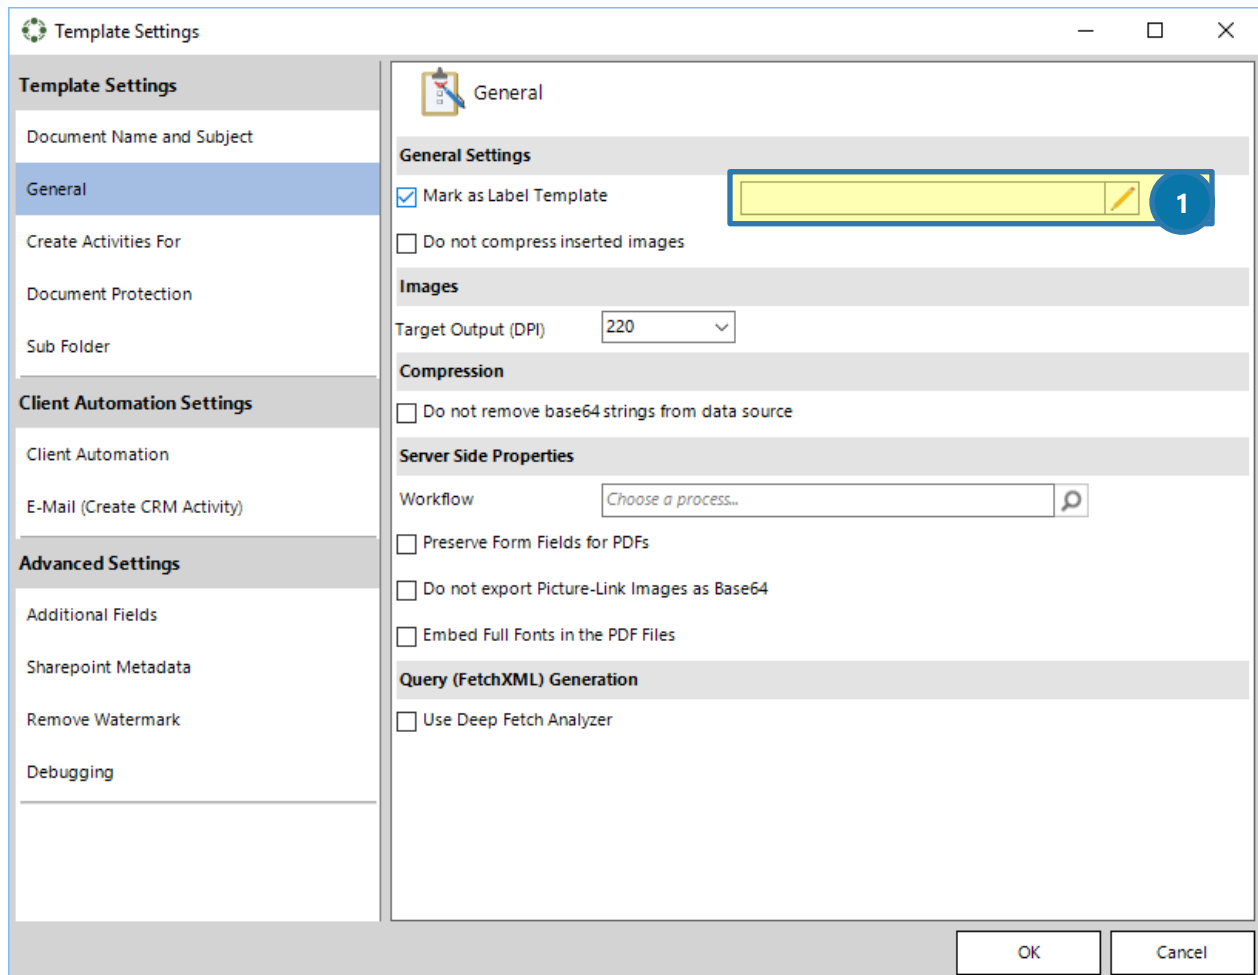 Template Settings
Template Settings
Document Name and Subject
General
Create Activities For
Document Protection
Sub Folder
Client Automation Settings
Client Automation
E-Mail (Create CRM Activity)
Advanced Settings
Additional Fields
Sharepoint Metadata
Remove Watermark
Debugging
General
General Settings
Mark as Label Template
1
Do not compress inserted images
Images
Target Output (DPI) 220
Compression
Do not remove base64 strings from data source
Server Side Properties
Workflow Choose a process...
Preserve Form Fields for PDFs
Do not export Picture-Link Images as Base64
Embed Full Fonts in the PDF Files
Query (FetchXML) Generation
Use Deep Fetch Analyzer
OK Cancel